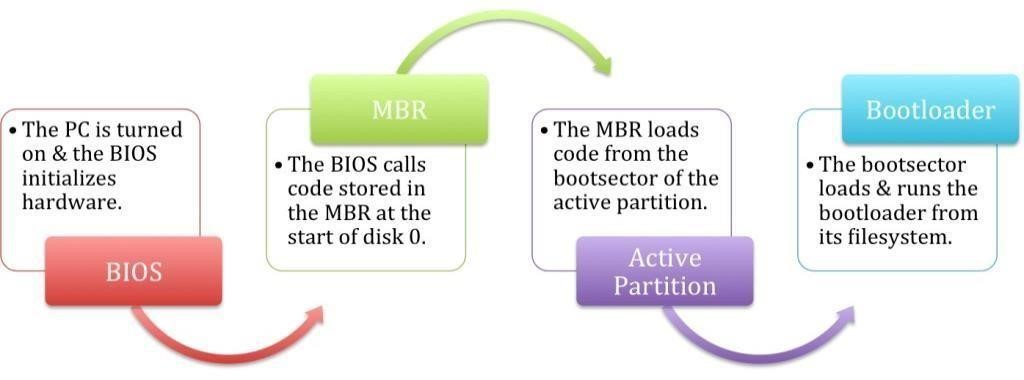 • The PC is turned
on & the BIOS
initializes
hardware.
BIOS
MBR
• The BIOS calls
code stored in
the MBR at the
start of disk 0.
• The MBR loads
code from the
bootsector of the
active partition.
Active
Partition
Bootloader
• The bootsector
loads & runs the
bootloader from
its filesystem.